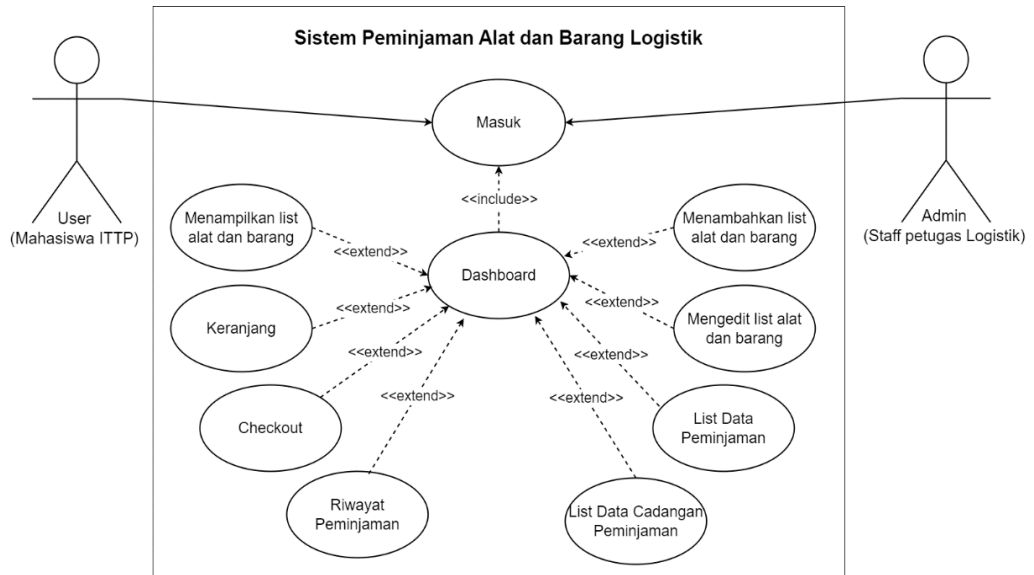 Sistem Peminjaman Alat dan Barang Logistik
Masuk
<<include>>
User
(Mahasiswa ITTP)
Admin
(Staff petugas Logistik)
Menampilkan list
alat dan barang
<<extend>>
Dashboard
<<extend>>
Menambahkan list
alat dan barang
Keranjang
<<extend>>
<<extend>>
Mengedit list alat
dan barang
<<extend>>
<<extend>>
Checkout
<<extend>>
<<extend>>
List Data
Peminjaman
Riwayat
Peminjaman
List Data Cadangan
Peminjaman